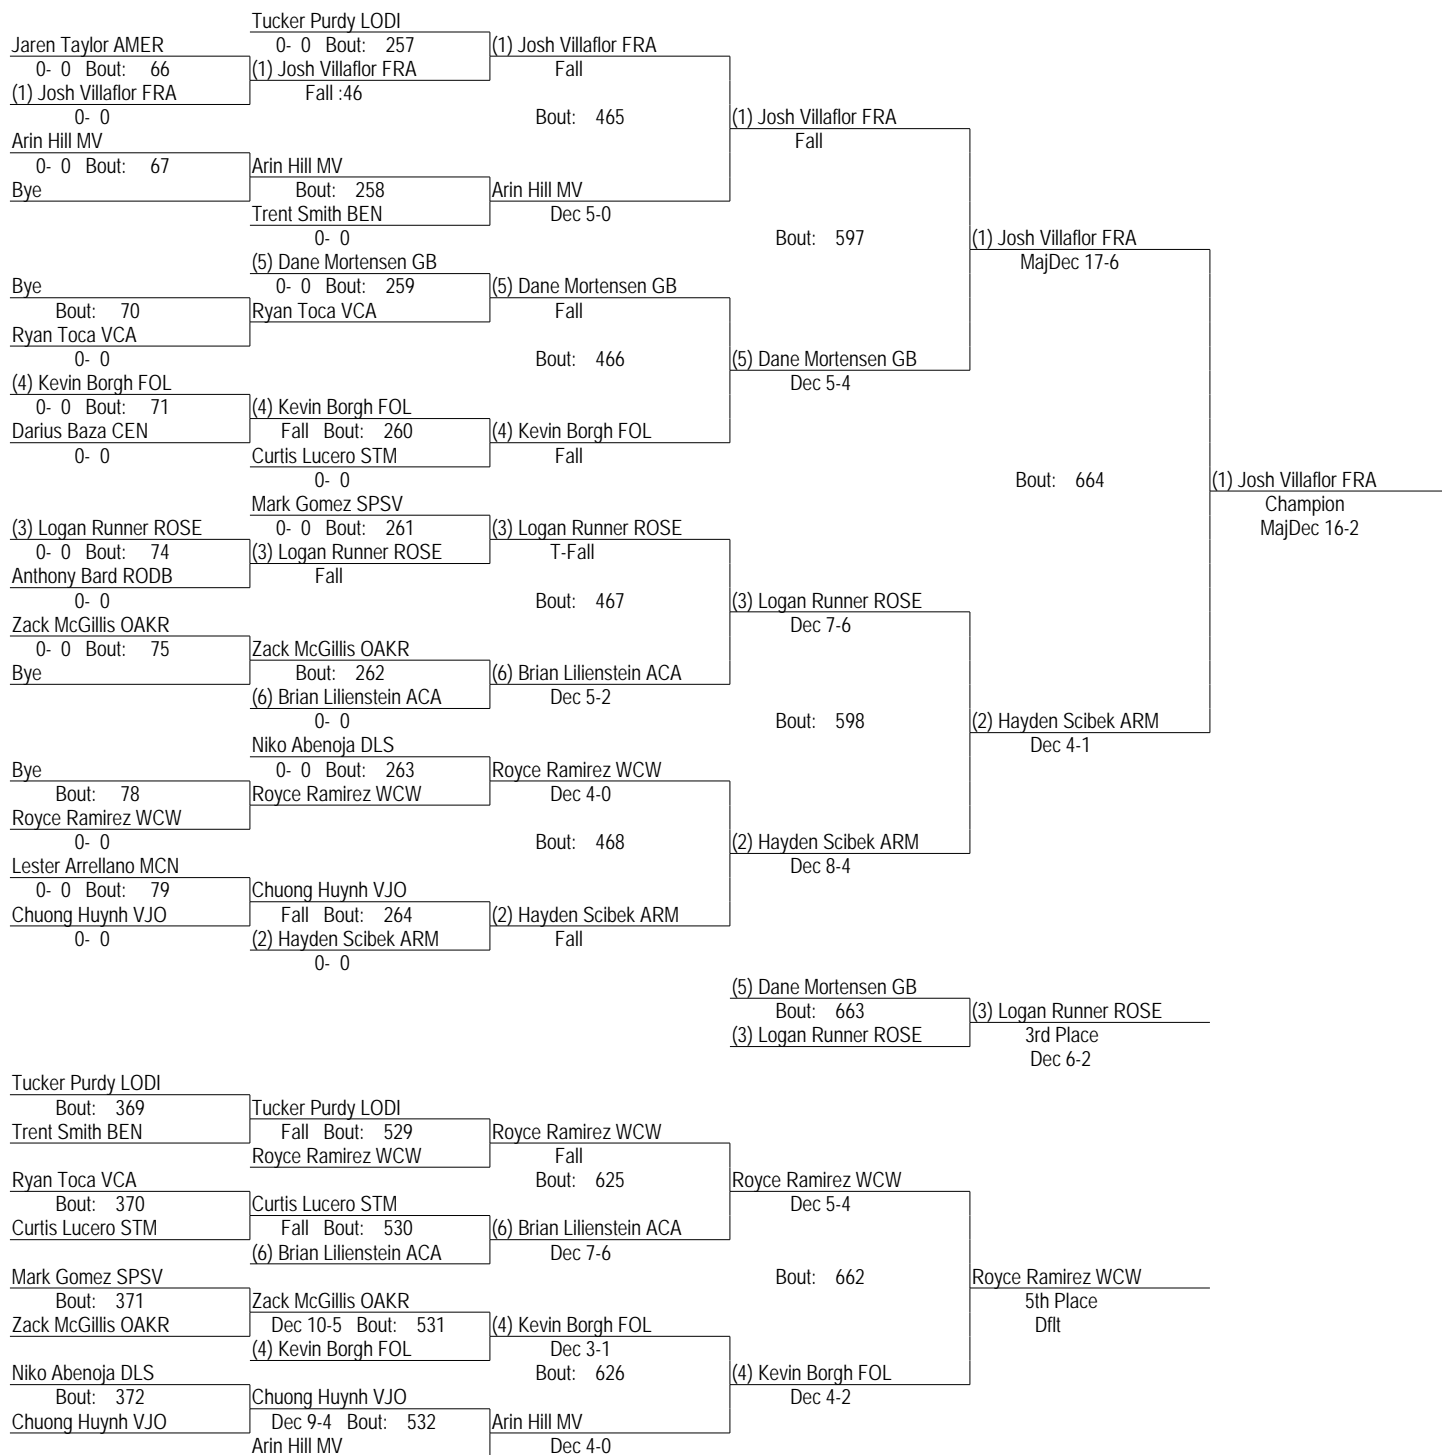 Tucker Purdy LODI
Jaren Taylor AMER 0- 0 Bout: 257 (1) Josh Villaflor FRA
0- 0 Bout: 66 (1) Josh Villaflor FRA Fall
(1) Josh Villaflor FRA Fall :46
0- 0 Bout: 465 (1) Josh Villaflor FRA
Arin Hill MV Fall
0- 0 Bout: 67 Arin Hill MV
Bye Bout: 258 Arin Hill MV
Trent Smith BEN Dec 5-0
0- 0 Bout: 597 (1) Josh Villaflor FRA
(5) Dane Mortensen GB MajDec 17-6
Bye 0- 0 Bout: 259 (5) Dane Mortensen GB
Bout: 70 Ryan Toca VCA Fall
Ryan Toca VCA
0- 0 Bout: 466 (5) Dane Mortensen GB
(4) Kevin Borgh FOL Dec 5-4
0- 0 Bout: 71 (4) Kevin Borgh FOL
Darius Baza CEN Fall Bout: 260 (4) Kevin Borgh FOL
0- 0 Curtis Lucero STM Fall
0- 0 Bout: 664 (1) Josh Villaflor FRA
Mark Gomez SPSV Champion
(3) Logan Runner ROSE 0- 0 Bout: 261 (3) Logan Runner ROSE MajDec 16-2
0- 0 Bout: 74 (3) Logan Runner ROSE T-Fall
Anthony Bard RODB Fall
0- 0 Bout: 467 (3) Logan Runner ROSE
Zack McGillis OAKR Dec 7-6
0- 0 Bout: 75 Zack McGillis OAKR
Bye Bout: 262 (6) Brian Lilienstein ACA
(6) Brian Lilienstein ACA Dec 5-2
0- 0 Bout: 598 (2) Hayden Scibek ARM
Niko Abenoja DLS Dec 4-1
Bye 0- 0 Bout: 263 Royce Ramirez WCW
Bout: 78 Royce Ramirez WCW Dec 4-0
Royce Ramirez WCW
0- 0 Bout: 468 (2) Hayden Scibek ARM
Lester Arrellano MCN Dec 8-4
0- 0 Bout: 79 Chuong Huynh VJO
Chuong Huynh VJO Fall Bout: 264 (2) Hayden Scibek ARM
0- 0 (2) Hayden Scibek ARM Fall
0- 0
(5) Dane Mortensen GB
Bout: 663 (3) Logan Runner ROSE
(3) Logan Runner ROSE 3rd Place
Dec 6-2
Tucker Purdy LODI
Bout: 369 Tucker Purdy LODI
Trent Smith BEN Fall Bout: 529 Royce Ramirez WCW
Royce Ramirez WCW Fall
Ryan Toca VCA Bout: 625 Royce Ramirez WCW
Bout: 370 Curtis Lucero STM Dec 5-4
Curtis Lucero STM Fall Bout: 530 (6) Brian Lilienstein ACA
(6) Brian Lilienstein ACA Dec 7-6
Mark Gomez SPSV Bout: 662 Royce Ramirez WCW
Bout: 371 Zack McGillis OAKR 5th Place
Zack McGillis OAKR Dec 10-5 Bout: 531 (4) Kevin Borgh FOL Dflt
(4) Kevin Borgh FOL Dec 3-1
Niko Abenoja DLS Bout: 626 (4) Kevin Borgh FOL
Bout: 372 Chuong Huynh VJO Dec 4-2
Chuong Huynh VJO Dec 9-4 Bout: 532 Arin Hill MV
Arin Hill MV Dec 4-0